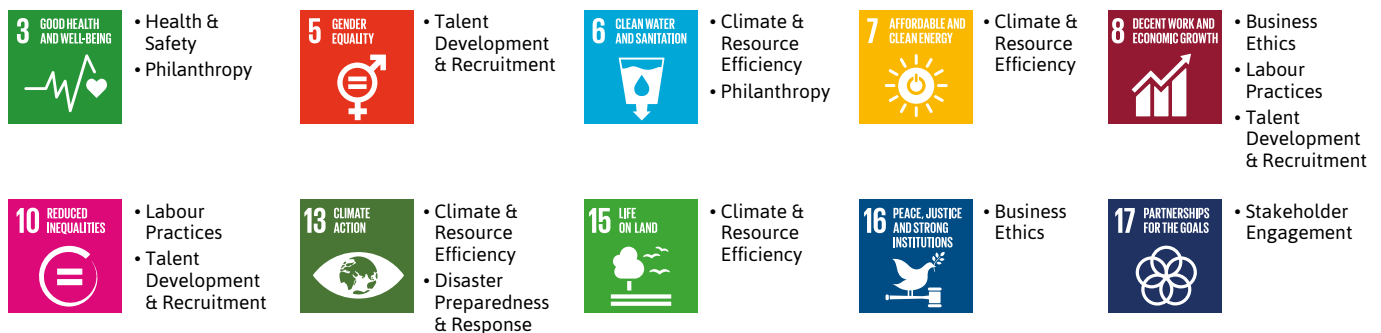 3 GOOD HEALTH
AND WELL-BEING
• Health &
Safety
• Philanthropy
5 GENDER
EQUALITY
• Talent
Development
& Recruitment
6 CLEAN WATER
AND SANITATION
• Climate &
Resource
Efficiency
• Philanthropy
7 AFFORDABLE AND
CLEAN ENERGY
• Climate &
Resource
Efficiency
8 DECENT WORK AND
ECONOMIC GROWTH
• Business
Ethics
• Labour
Practices
• Talent
Development
& Recruitment
10 REDUCED
INEQUALITIES
• Labour
Practices
• Talent
Development
& Recruitment
13 CLIMATE
ACTION
• Climate &
Resource
Efficiency
• Disaster
Preparedness
& Response
15 LIFE
ON LAND
• Climate &
Resource
Efficiency
16 PEACE, JUSTICE
AND STRONG
INSTITUTIONS
• Business
Ethics
17 PARTNERSHIPS
FOR THE GOALS
• Stakeholder
Engagement